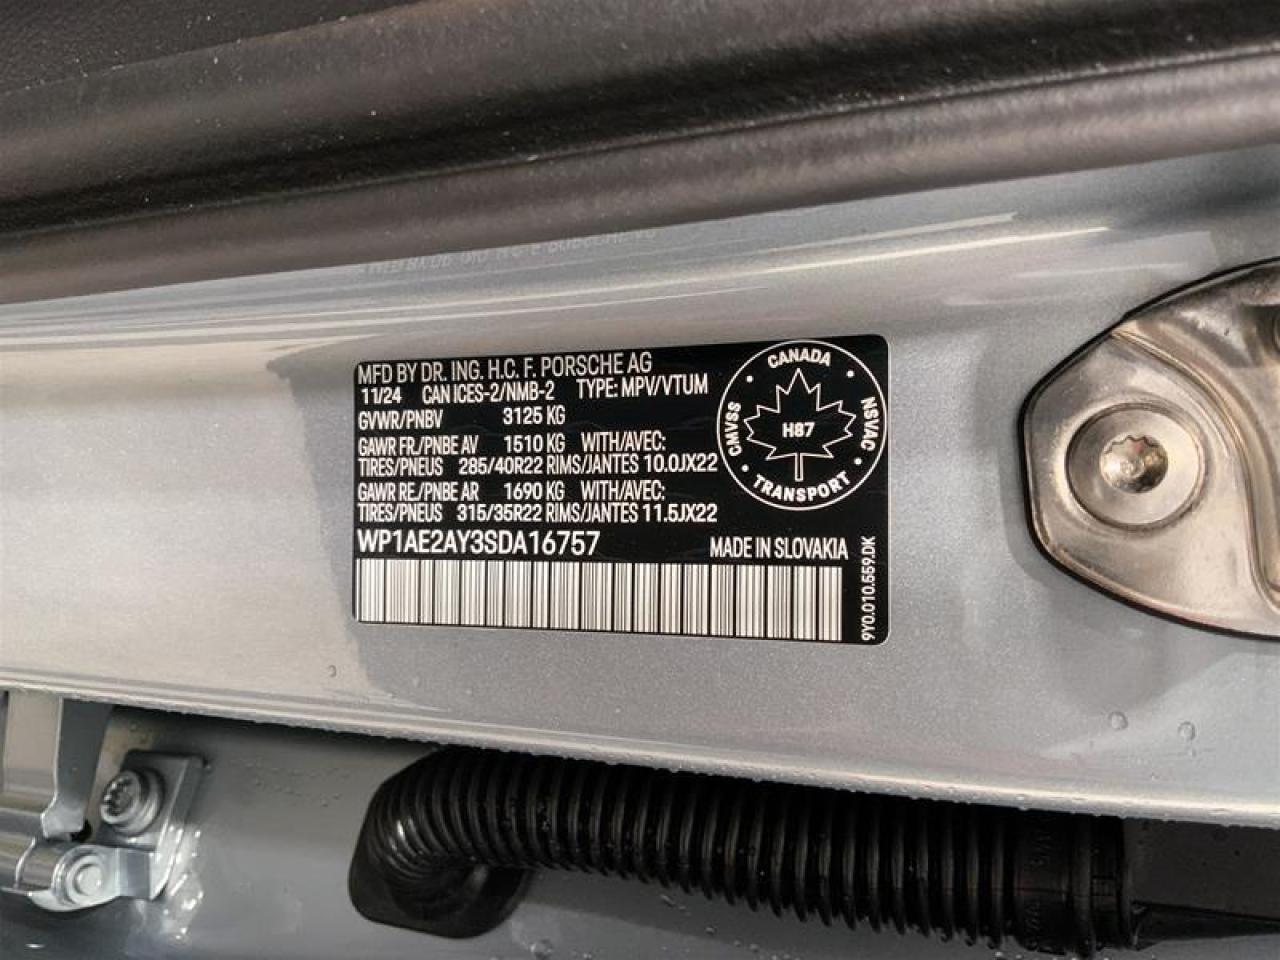 MFD BY DR. ING. H.C. F. PORSCHE AG
11/24 CAN ICES-2/NMB-2 TYPE: MPV/VTUM
GVWR/PNBV 3125 KG
GAWR FR./PNBE AV 1510 KG WITH/AVEC:
TIRES/PNEUS 285/40R22 RIMS/JANTES 10.0JX22
GAWR RE./PNBE AR 1690 KG WITH/AVEC:
TIRES/PNEUS 315/35R22 RIMS/JANTES 11.5JX22
WP1AE2AY3SDA16757 MADE IN SLOVAKIA
CANADA
CMVSS
NSVAC
H87
TRANSPORT
9Y0.010.559.DK